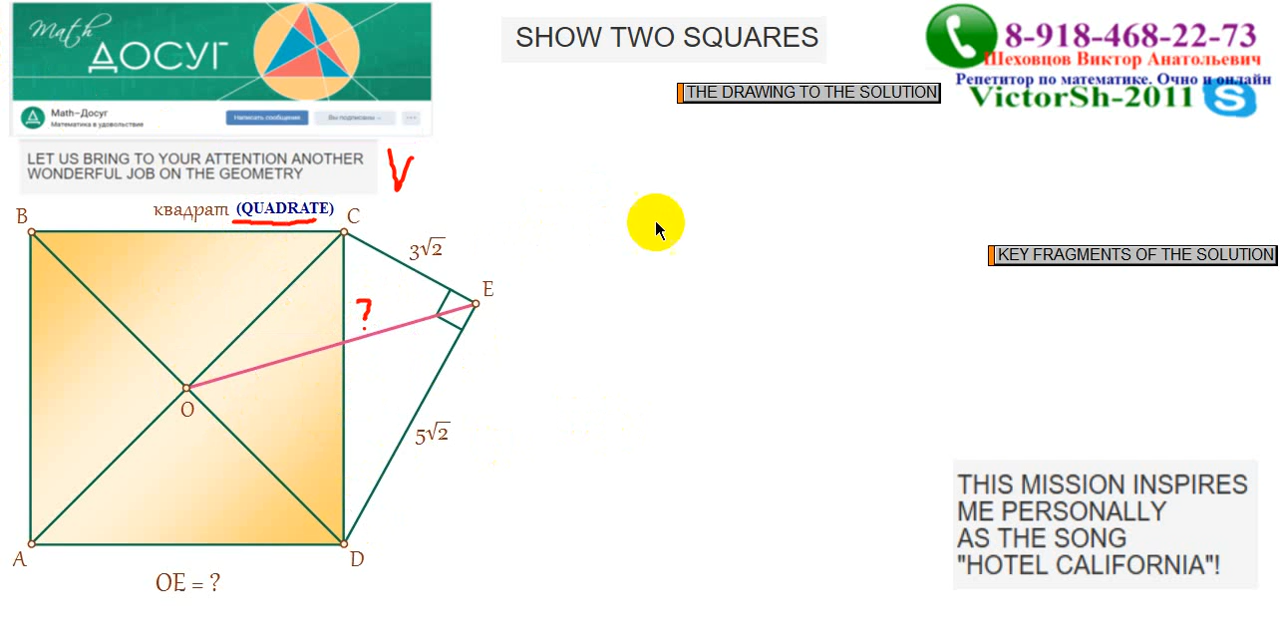 Math
ДОСУГ
Math-Досуг
Математика в удовольствие
Написать сообщение
Вы подписаны
LET US BRING TO YOUR ATTENTION ANOTHER
WONDERFUL JOB ON THE GEOMETRY
V
SHOW TWO SQUARES
THE DRAWING TO THE SOLUTION
8-918-468-22-73
Шеховцов Виктор Анатольевич
Репетитор по математике. Очно и онлайн
VictorSh-2011
S
KEY FRAGMENTS OF THE SOLUTION
квадрат (QUADRATE)
B
C
3√2
E
?
O
5√2
A
D
OE = ?
THIS MISSION INSPIRES
ME PERSONALLY
AS THE SONG
"HOTEL CALIFORNIA"!